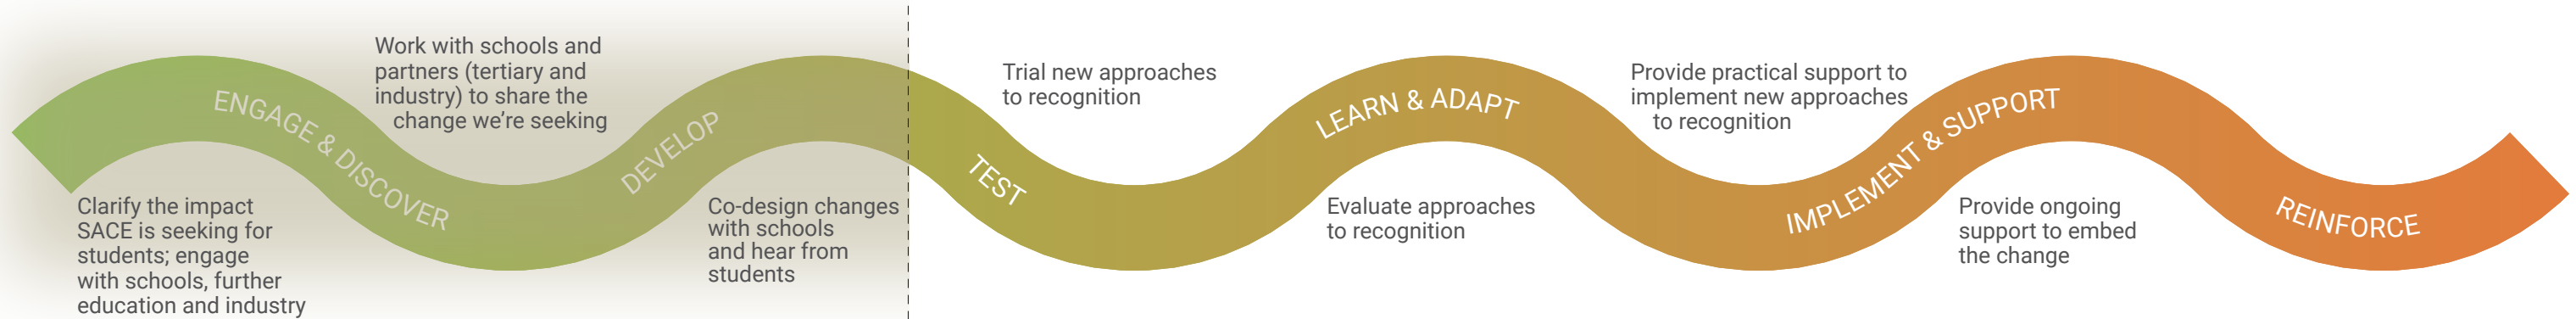 Clarify the impact
SACE is seeking for
students; engage
with schools, further
education and industry
ENGAGE & DISCOVER
Work with schools and
partners (tertiary and
industry) to share the
change we’re seeking
DEVELOP
Co-design changes
with schools
and hear from
students
TEST
Trial new approaches
to recognition
LEARN & ADAPT
Evaluate approaches
to recognition
Provide practical support to
implement new approaches
to recognition
IMPLEMENT & SUPPORT
Provide ongoing
support to embed
the change
REINFORCE